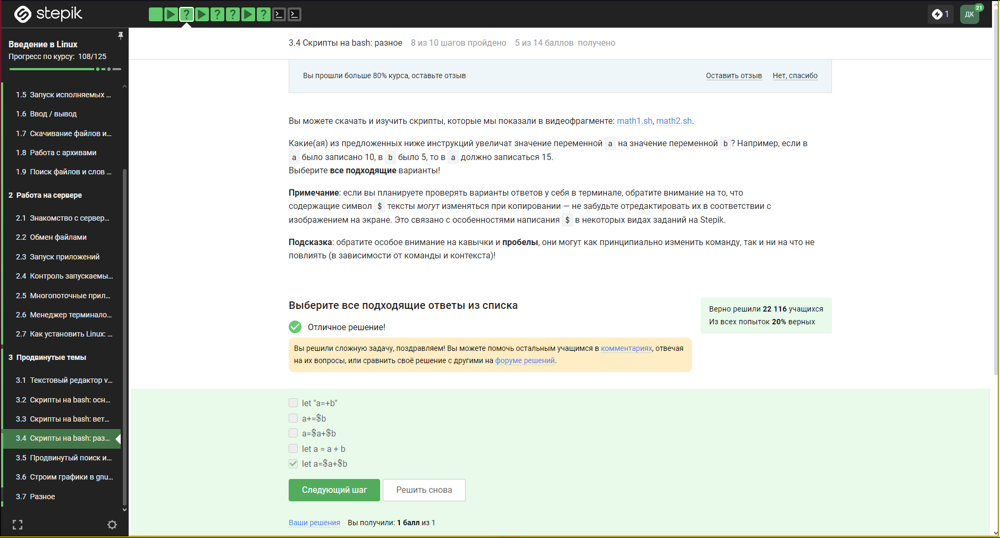 stepik
1
ДК
21
Введение в Linux
Прогресс по курсу: 108/125
1.5 Запуск исполняемых ...
1.6 Ввод / вывод
1.7 Скачивание файлов и...
1.8 Работа с архивами
1.9 Поиск файлов и слов ...
2 Работа на сервере
2.1 Знакомство с сервер...
2.2 Обмен файлами
2.3 Запуск приложений
2.4 Контроль запускаемы...
2.5 Многопоточные прил...
2.6 Менеджер терминало...
2.7 Как установить Linux: ...
3 Продвинутые темы
3.1 Текстовый редактор v...
3.2 Скрипты на bash: осн...
3.3 Скрипты на bash: вет...
3.4 Скрипты на bash: раз...
3.5 Продвинутый поиск и...
3.6 Строим графики в gnu...
3.7 Разное
3.4 Скрипты на bash: разное 8 из 10 шагов пройдено 5 из 14 баллов получено
Вы прошли больше 80% курса, оставьте отзыв Оставить отзыв Нет, спасибо
Вы можете скачать и изучить скрипты, которые мы показали в видеофрагменте: math1.sh, math2.sh.
Какие(ая) из предложенных ниже инструкций увеличат значение переменной a на значение переменной b ? Например, если в
a было записано 10, в b было 5, то в a должно записаться 15.
Выберите все подходящие варианты!
Примечание: если вы планируете проверять варианты ответов у себя в терминале, обратите внимание на то, что
содержащие символ $ тексты могут изменяться при копировании — не забудьте отредактировать их в соответствии с
изображением на экране. Это связано с особенностями написания $ в некоторых видах заданий на Stepik.
Подсказка: обратите особое внимание на кавычки и пробелы, они могут как принципиально изменить команду, так и ни на что не
повлиять (в зависимости от команды и контекста)!
Выберите все подходящие ответы из списка
Верно решили 22 116 учащихся
Из всех попыток 20% верных
Отличное решение!
Вы решили сложную задачу, поздравляем! Вы можете помочь остальным учащимся в комментариях, отвечая
на их вопросы, или сравнить своё решение с другими на форуме решений.
let "a=+b"
a+=$b
a=$a+$b
let a = a + b
let a=$a+$b
Следующий шаг Решить снова
Ваши решения Вы получили: 1 балл из 1